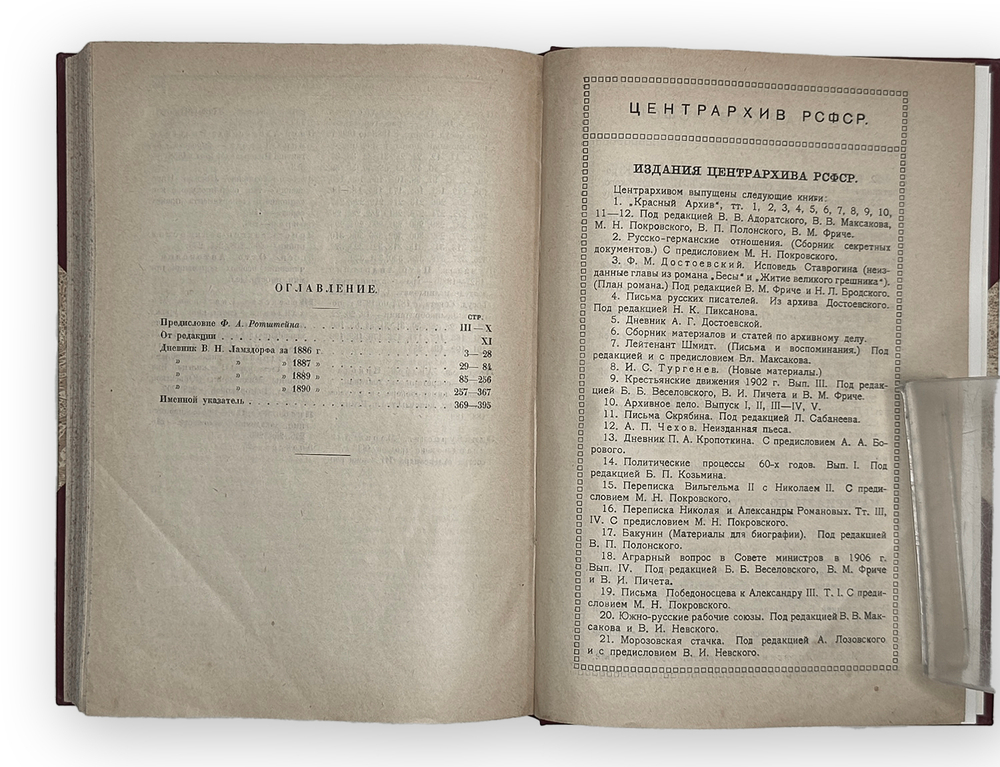 ОГЛАВЛЕНИЕ.
СТР.
Предисловие Ф. А. Ротштейна . . . . . . . . . . . . III—X
От редакции . . . . . . . . . . . . XI
Дневник В. Н. Ламздорфа за 1886 г. . . . . . . . 3—28
» » » 1887 » . . . . . . . 29—84
» » » 1889 » . . . . . . . 85—256
» » » 1890 » . . . . . . . 257—367
Именной указатель . . . . . . . . . . . . 369—395
ЦЕНТРАРХИВ РСФСР.
ИЗДАНИЯ ЦЕНТРАРХИВА РСФСР.
Центрархивом выпущены следующие книги:
1. „Красный Архив“, тт. 1, 2, 3, 4, 5, 6, 7, 8, 9, 10,
11—12. Под редакцией В. В. Адоратского, В. В. Максакова,
М. Н. Покровского, В. П. Полонского, В. М. Фриче.
2. Русско-германские отношения. (Сборник секретных
документов.) С предисловием М. Н. Покровского.
3. Ф. М. Достоевский. Исповедь Ставрогина (неиз-
данные главы из романа „Бесы“ и „Житие великого грешника“).
(План романа.) Под редакцией В. М. Фриче и Н. Л. Бродского.
4. Письма русских писателей. Из архива Достоевского.
Под редакцией Н. К. Пиксанова.
5. Дневник А. Г. Достоевской.
6. Сборник материалов и статей по архивному делу.
7. Лейтенант Шмидт. (Письма и воспоминания.) Под
редакцией и с предисловием Вл. Максакова.
8. И. С. Тургенев. (Новые материалы.)
9. Крестьянские движения 1902 г. Вып. III. Под редак-
цией Б. Б. Веселовского, В. И. Пичета и В. М. Фриче.
10. Архивное дело. Выпуск I, II, III—IV, V.
11. Письма Скрябина. Под редакцией Л. Сабанеева.
12. А. П. Чехов. Неизданная пьеса.
13. Дневник П. А. Кропоткина. С предисловием А. А. Бо-
рового.
14. Политические процессы 60-х годов. Вып. I. Под
редакцией Б. П. Козьмина.
15. Переписка Вильгельма II с Николаем II. С преди-
словием М. Н. Покровского.
16. Переписка Николая и Александры Романовых. Тт. III,
IV. С предисловием М. Н. Покровского.
17. Бакунин (Материалы для биографии). Под редакцией
В. П. Полонского.
18. Аграрный вопрос в Совете министров в 1906 г.
Вып. IV. Под редакцией Б. Б. Веселовского, В. М. Фриче
и В. И. Пичета.
19. Письма Победоносцева к Александру III. Т. I. С преди-
словием М. Н. Покровского.
20. Южно-русские рабочие союзы. Под редакцией В. В. Мак-
сакова и В. И. Невского.
21. Морозовская стачка. Под редакцией А. Лозовского
и с предисловием В. И. Невского.